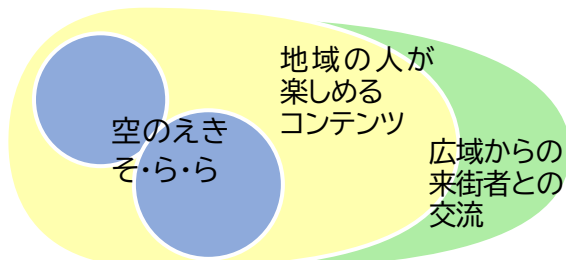 地域の人が
楽しめる
コンテンツ
空のえき
そ・ら・ら
広域からの
来街者との
交流